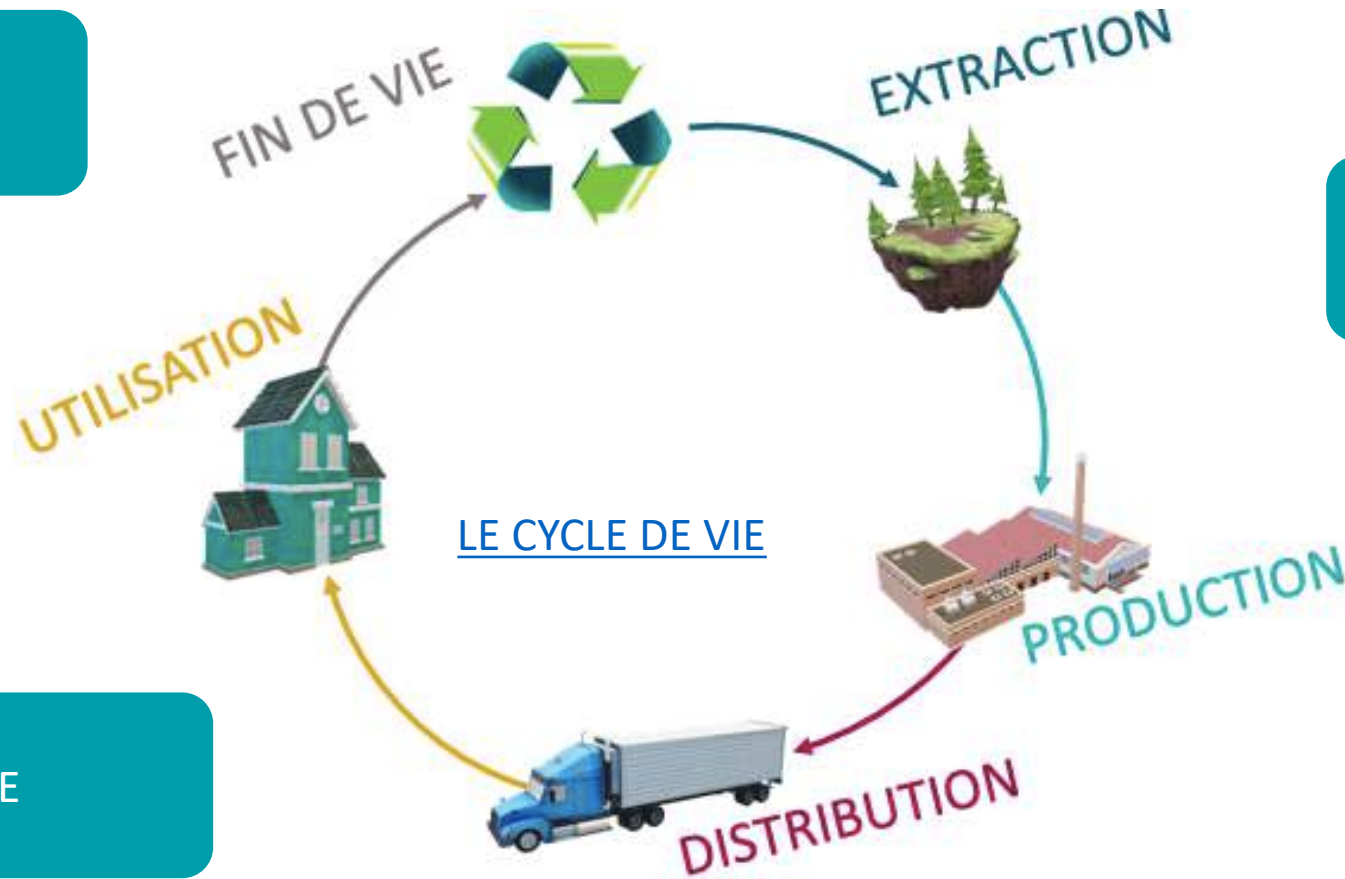 EXTRACTION
FIN DE VIE
UTILISATION
LE CYCLE DE VIE
PRODUCTION
DISTRIBUTION
E